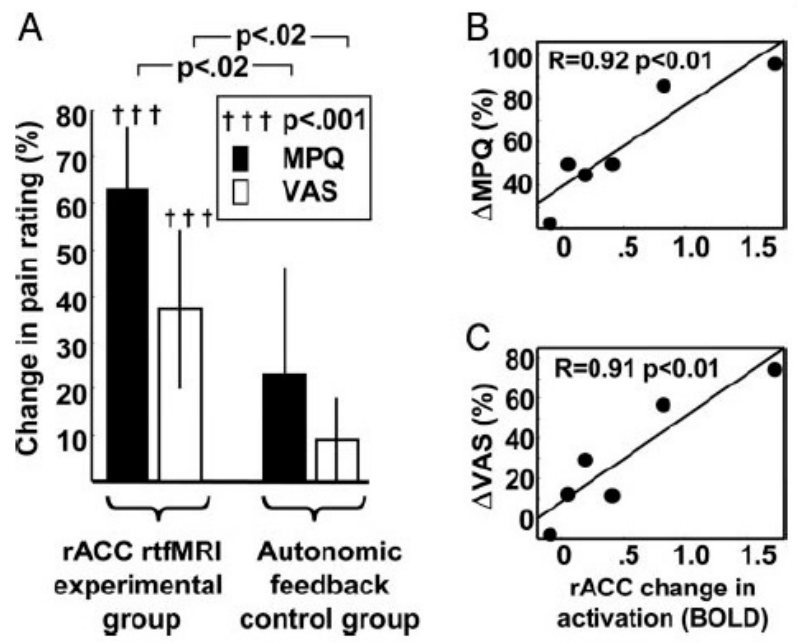 A
p<.02
p<.02
††† p<.001
MPQ
VAS
†††
†††
Change in pain rating (%)
80
70
60
50
40
30
20
10
rACC rtfMRI
experimental
group
Autonomic
feedback
control group
B
R=0.92 p<0.01
ΔMPQ (%)
100
80
60
40
0 .5 1.0 1.5
C
R=0.91 p<0.01
ΔVAS (%)
80
60
40
20
0
0 .5 1.0 1.5
rACC change in
activation (BOLD)